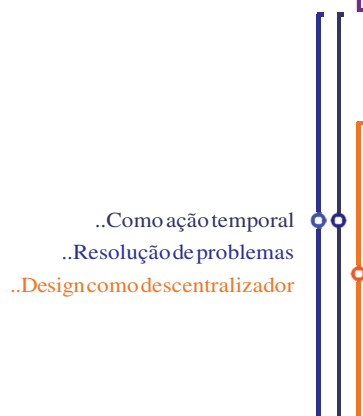 ..Como ação temporal
..Resolução de problemas
..Design como descentralizador